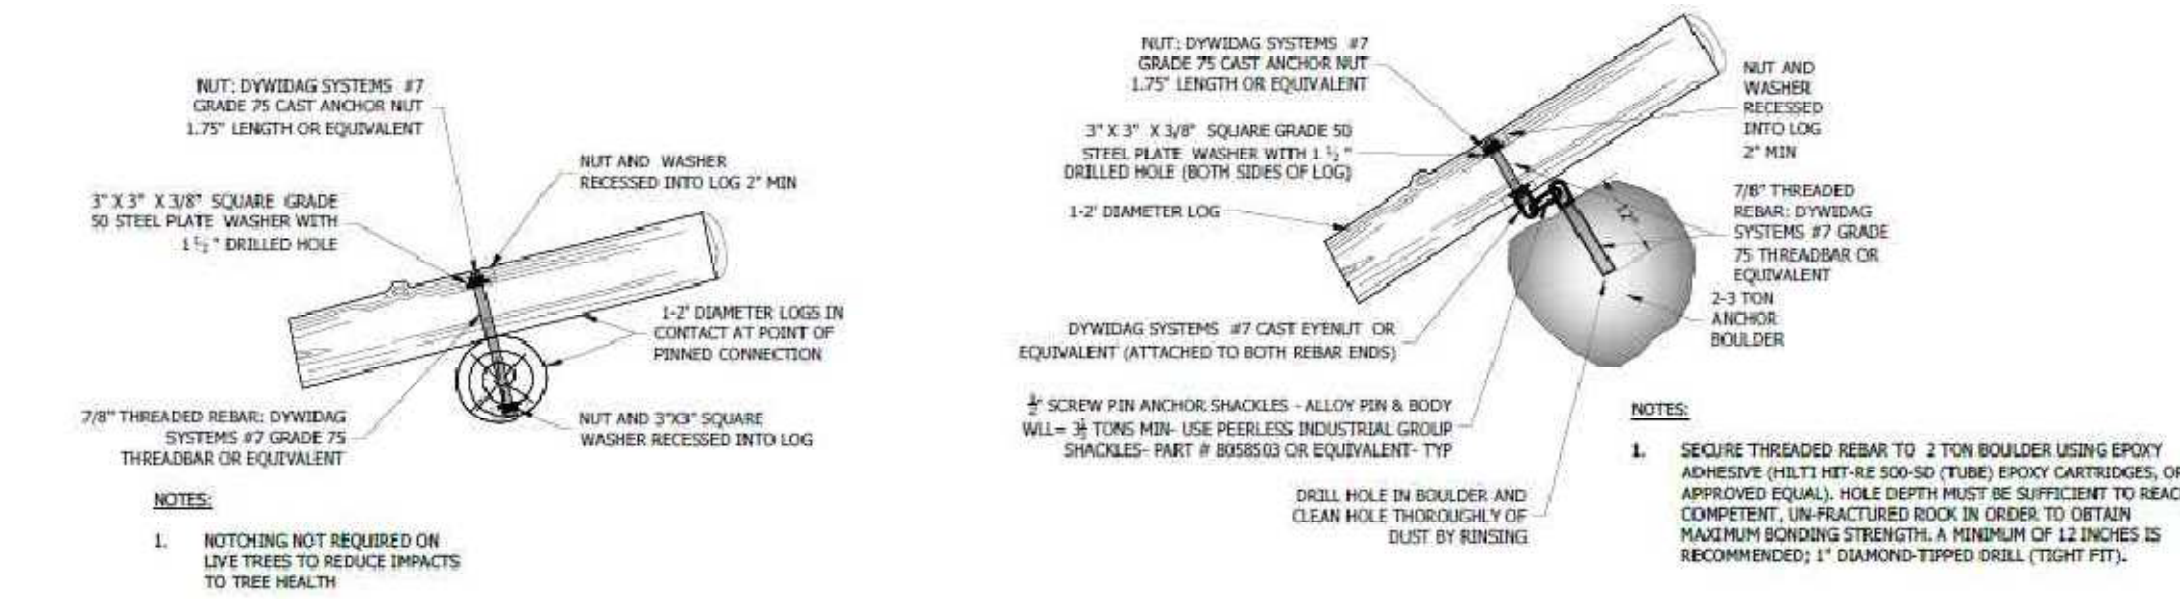 NUT: DYWIDAG SYSTEMS #7
GRADE 75 CAST ANCHOR NUT
1.75" LENGTH OR EQUIVALENT
NUT AND WASHER
RECESSED INTO LOG 2" MIN
3" X 3" X 3/8" SQUARE GRADE
50 STEEL PLATE WASHER WITH
1 ½ " DRILLED HOLE
1-2' DIAMETER LOGS IN
CONTACT AT POINT OF
PINNED CONNECTION
7/8" THREADED REBAR: DYWIDAG
SYSTEMS #7 GRADE 75
THREADBAR OR EQUIVALENT
NUT AND 3"X3" SQUARE
WASHER RECESSED INTO LOG
NOTES:
1. NOTCHING NOT REQUIRED ON
LIVE TREES TO REDUCE IMPACTS
TO TREE HEALTH
NUT: DYWIDAG SYSTEMS #7
GRADE 75 CAST ANCHOR NUT
1.75" LENGTH OR EQUIVALENT
3" X 3" X 3/8" SQUARE GRADE 50
STEEL PLATE WASHER WITH 1 ½ "
DRILLED HOLE (BOTH SIDES OF LOG)
1-2' DIAMETER LOG
NUT AND
WASHER
RECESSED
INTO LOG
2" MIN
7/8" THREADED
REBAR: DYWIDAG
SYSTEMS #7 GRADE
75 THREADBAR OR
EQUIVALENT
12"
2-3 TON
ANCHOR
BOULDER
DYWIDAG SYSTEMS #7 CAST EYENUT OR
EQUIVALENT (ATTACHED TO BOTH REBAR ENDS)
SCREW PIN ANCHOR SHACKLES - ALLOY PIN & BODY
WLL= TONS MIN- USE PEERLESS INDUSTRIAL GROUP
SHACKLES- PART # 8058503 OR EQUIVALENT- TYP
DRILL HOLE IN BOULDER AND
CLEAN HOLE THOROUGHLY OF
DUST BY RINSING
NOTES:
1. SECURE THREADED REBAR TO 2 TON BOULDER USING EPOXY
ADHESIVE (HILTI HIT-RE 500-SD (TUBE) EPOXY CARTRIDGES, OR
APPROVED EQUAL). HOLE DEPTH MUST BE SUFFICIENT TO REAC
COMPETENT, UN-FRACTURED ROCK IN ORDER TO OBTAIN
MAXIMUM BONDING STRENGTH. A MINIMUM OF 12 INCHES IS
RECOMMENDED; 1" DIAMOND-TIPPED DRILL (TIGHT FIT).